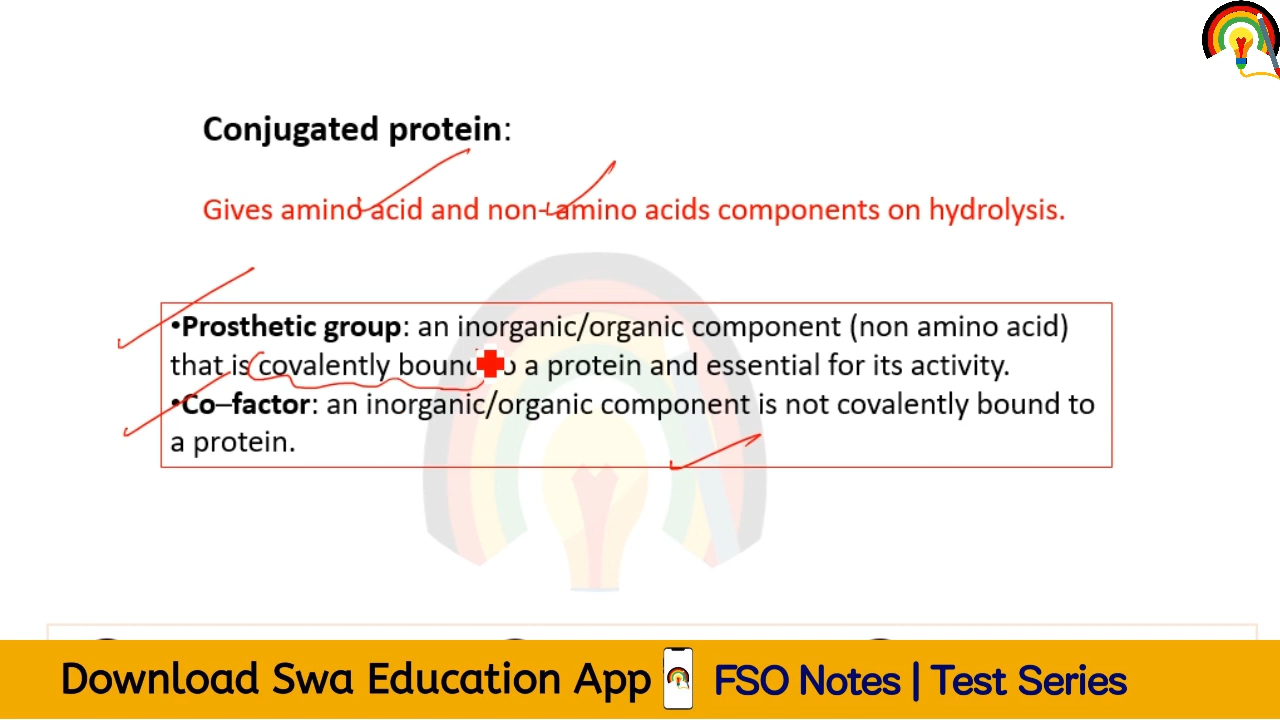 Conjugated protein:
Gives amino acid and non-amino acids components on hydrolysis.
•Prosthetic group: an inorganic/organic component (non amino acid)
that is covalently bound to a protein and essential for its activity.
•Co–factor: an inorganic/organic component is not covalently bound to
a protein.
Download Swa Education App FSO Notes | Test Series